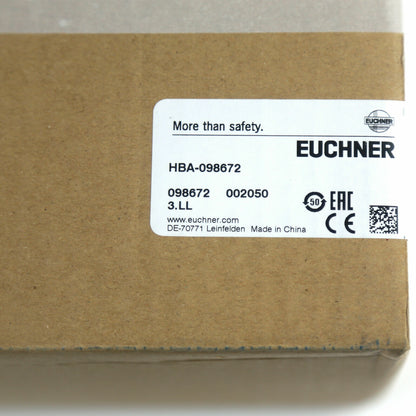 EUCHNER
More than safety.
EUCHNER
HBA-098672
098672 002050
3.LL
50
EAC
CE
www.euchner.com
DE-70771 Leinfelden Made in China